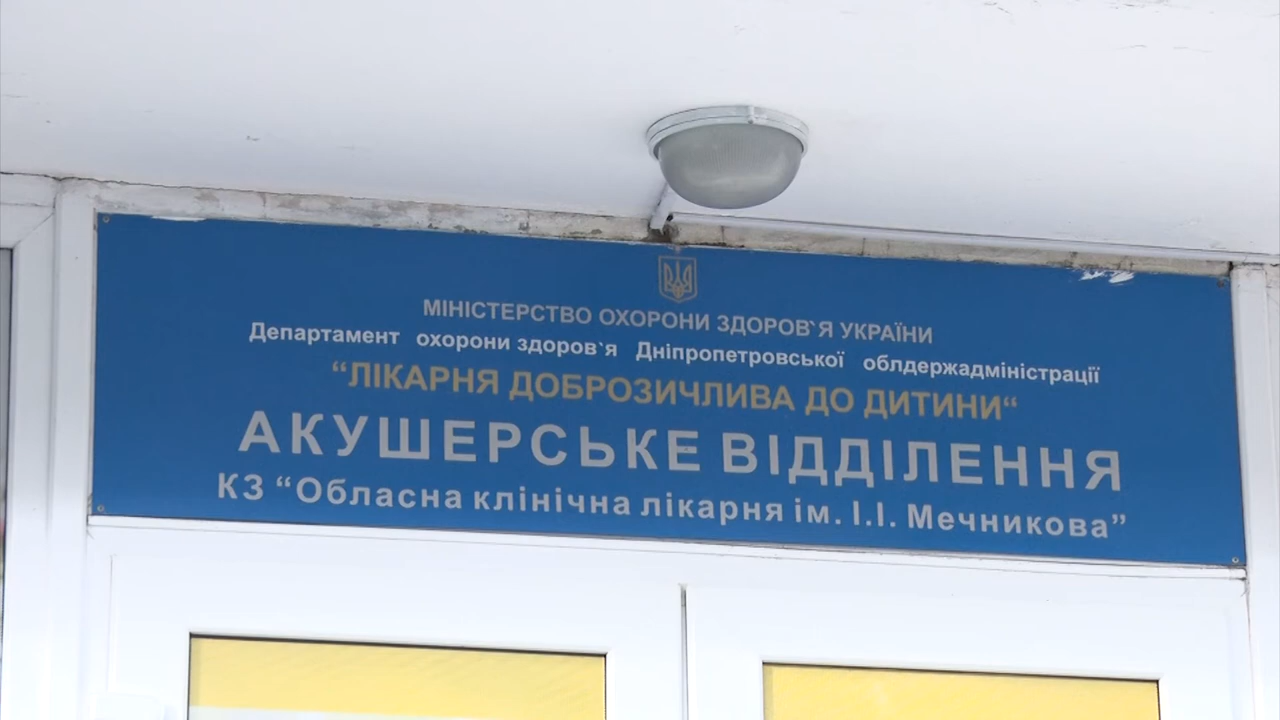 МІНІСТЕРСТВО ОХОРОНИ ЗДОРОВ`Я УКРАЇНИ
Департамент охорони здоров`я Дніпропетровської облдержадміністрації
“ЛІКАРНЯ ДОБРОЗИЧЛИВА ДО ДИТИНИ“
АКУШЕРСЬКЕ ВІДДІЛЕННЯ
КЗ “Обласна клінічна лікарня ім. І.І. Мечникова”